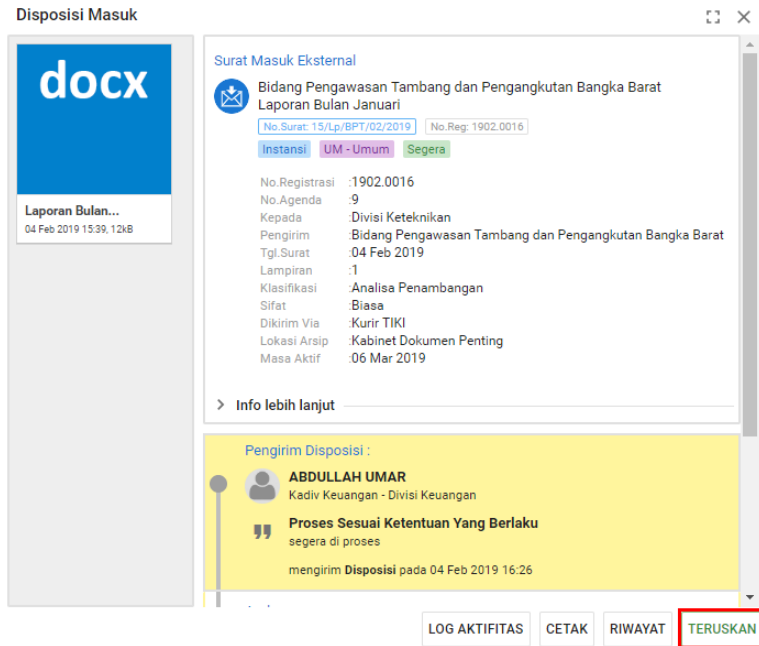 Disposisi Masuk
docx
Laporan Bulan...
04 Feb 2019 15:39, 12kB
Surat Masuk Eksternal
Bidang Pengawasan Tambang dan Pengangkutan Bangka Barat
Laporan Bulan Januari
No.Surat: 15/Lp/BPT/02/2019 No.Reg: 1902.0016
Instansi UM - Umum Segera
No.Registrasi :1902.0016
No.Agenda :9
Kepada :Divisi Keteknikan
Pengirim :Bidang Pengawasan Tambang dan Pengangkutan Bangka Barat
Tgl.Surat :04 Feb 2019
Lampiran :1
Klasifikasi :Analisa Penambangan
Sifat :Biasa
Dikirim Via :Kurir TIKI
Lokasi Arsip :Kabinet Dokumen Penting
Masa Aktif :06 Mar 2019
Info lebih lanjut
Pengirim Disposisi :
ABDULLAH UMAR
Kadiv Keuangan - Divisi Keuangan
Proses Sesuai Ketentuan Yang Berlaku
segera di proses
mengirim Disposisi pada 04 Feb 2019 16:26
LOG AKTIFITAS CETAK RIWAYAT TERUSKAN